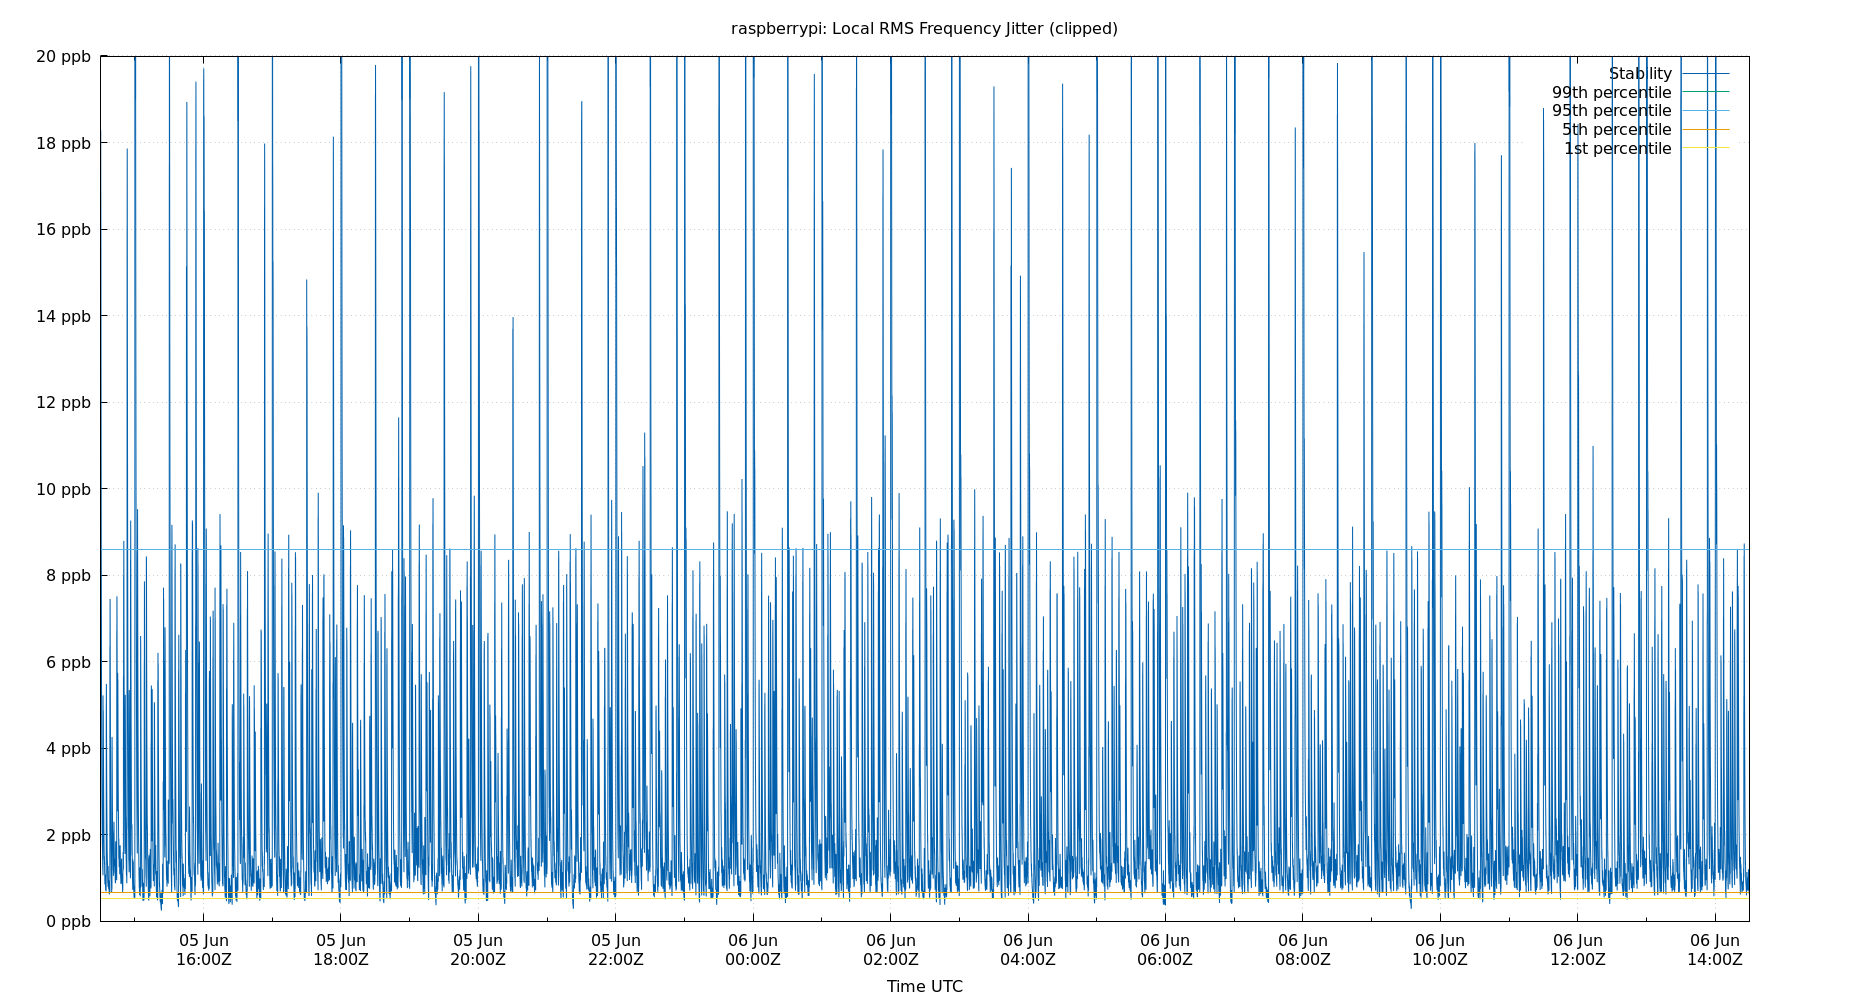 raspberrypi: Local RMS Frequency Jitter (clipped)
20 ppb
18 ppb
16 ppb
14 ppb
12 ppb
10 ppb
8 ppb
6 ppb
4 ppb
2 ppb
0 ppb
Stability
99th percentile
95th percentile
5th percentile
1st percentile
05 Jun 05 Jun 05 Jun 05 Jun 06 Jun 06 Jun 06 Jun 06 Jun 06 Jun 06 Jun 06 Jun 06 Jun
16:00Z 18:00Z 20:00Z 22:00Z 00:00Z 02:00Z 04:00Z 06:00Z 08:00Z 10:00Z 12:00Z 14:00Z
Time UTC